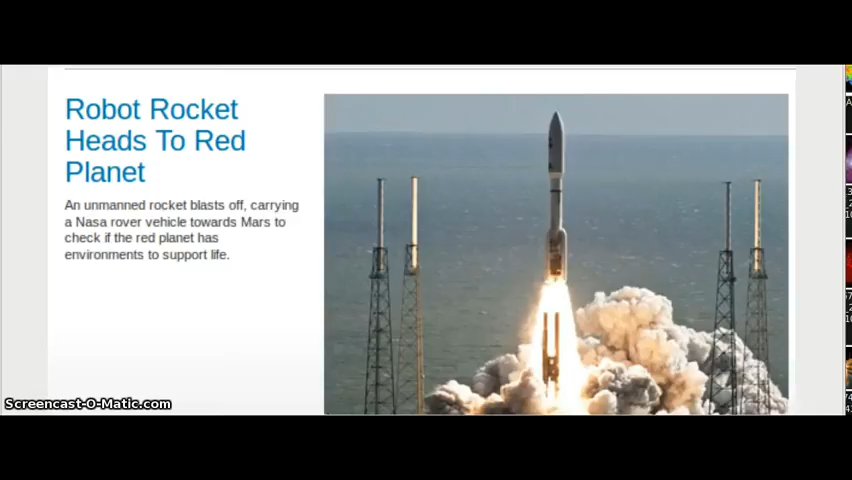 Robot Rocket
Heads To Red
Planet
An unmanned rocket blasts off, carrying
a Nasa rover vehicle towards Mars to
check if the red planet has
environments to support life.
Screencast-O-Matic.com